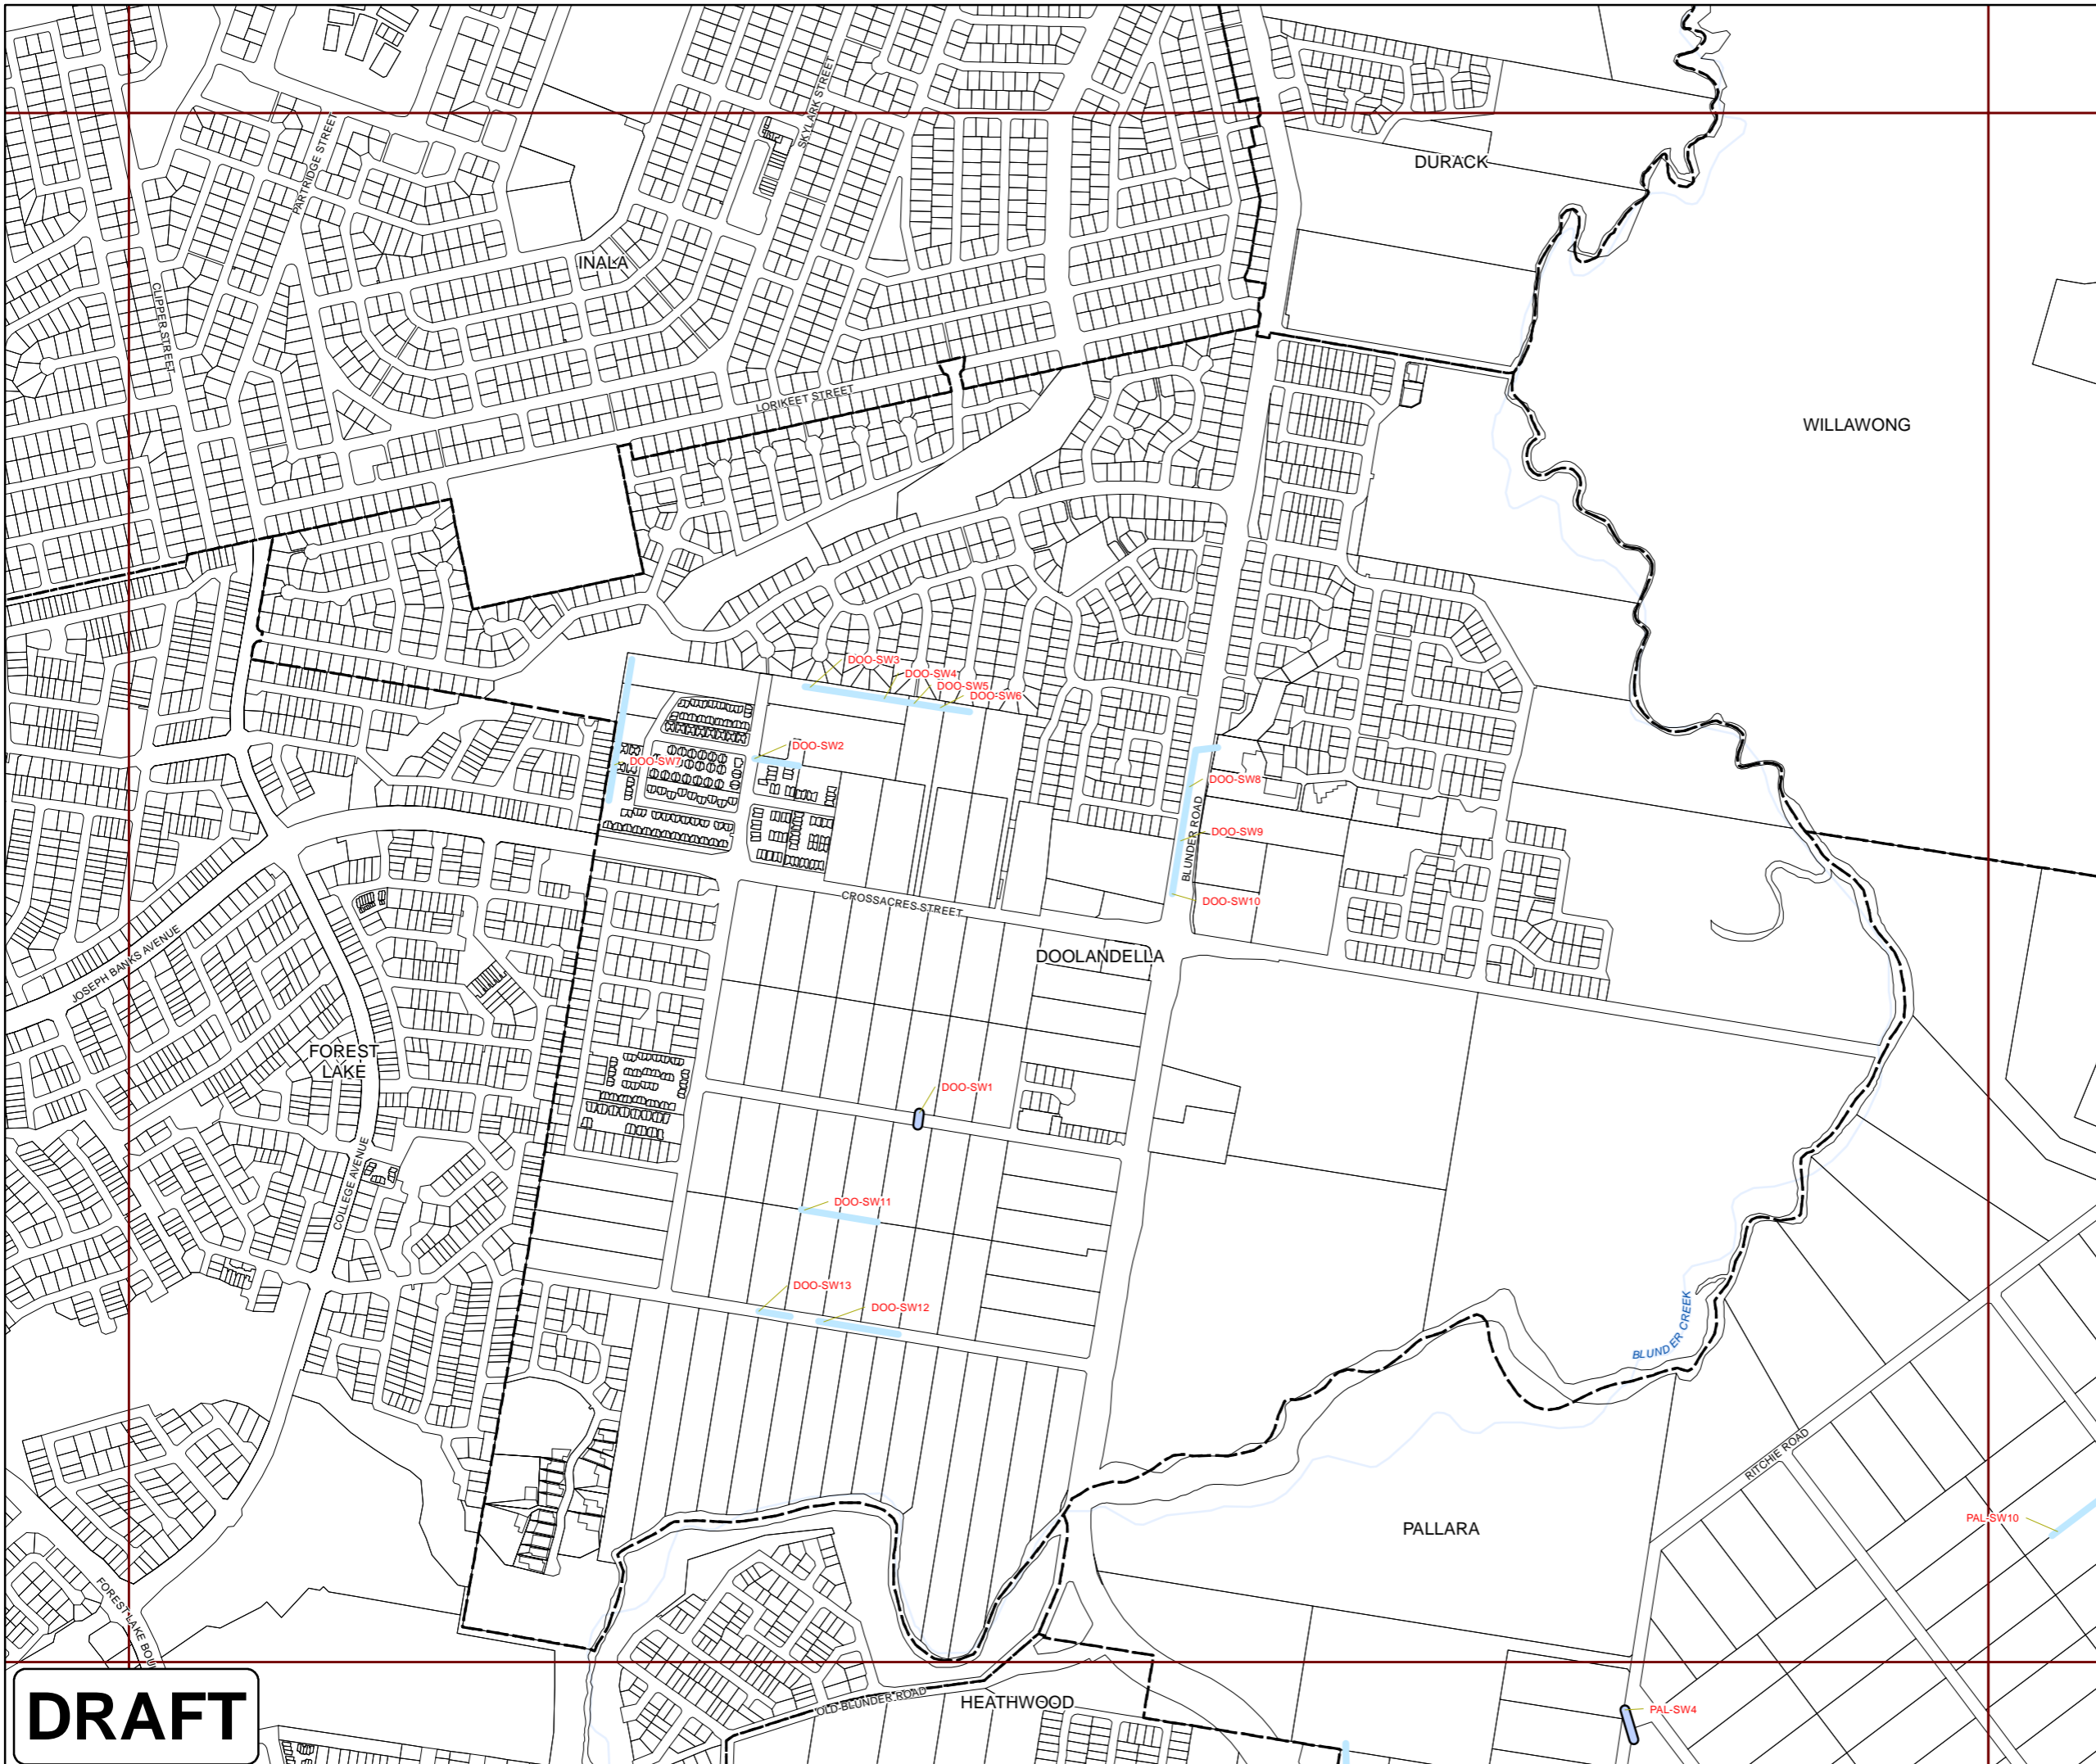 SKYLARK STREET
PARTRIDGE STREET
DURACK
INALA
CLIPPER STREET
LORIKEET STREET
WILLAWONG
DOO-SW3
DOO-SW4
DOO-SW5
DOO-SW6
DOO-SW2
DOO-SW7
DOO-SW8
BLUNDER ROAD
DOO-SW9
DOO-SW10
CROSSACRES STREET
JOSEPH BANKS AVENUE
DOOLANDELLA
FOREST
LAKE
DOO-SW1
COLLEGE AVENUE
DOO-SW11
DOO-SW13
DOO-SW12
BLUNDER CREEK
RITCHIE ROAD
PAL-SW10
PALLARA
FOREST LAKE BOU
DRAFT
OLD BLUNDER ROAD
HEATHWOOD
PAL-SW4